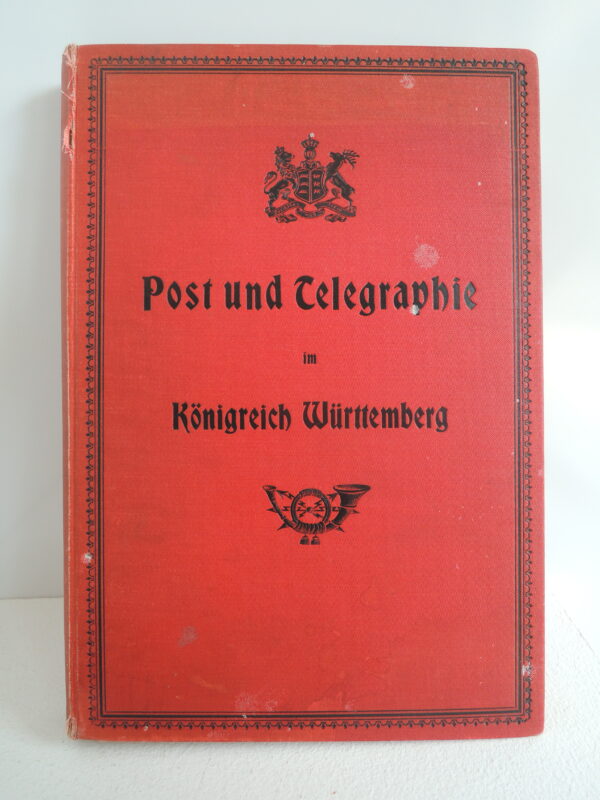 Post und Telegraphie
im
Königreich Württemberg